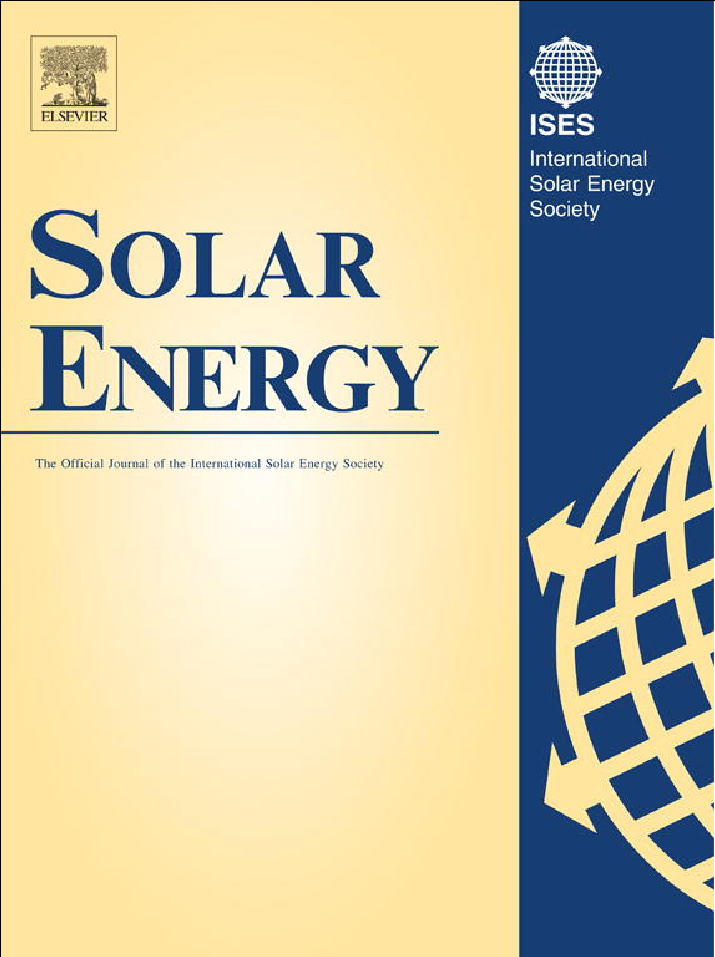 ELSEVIER
ISES
International
Solar Energy
Society
SOLAR
ENERGY
The Official Journal of the International Solar Energy Society